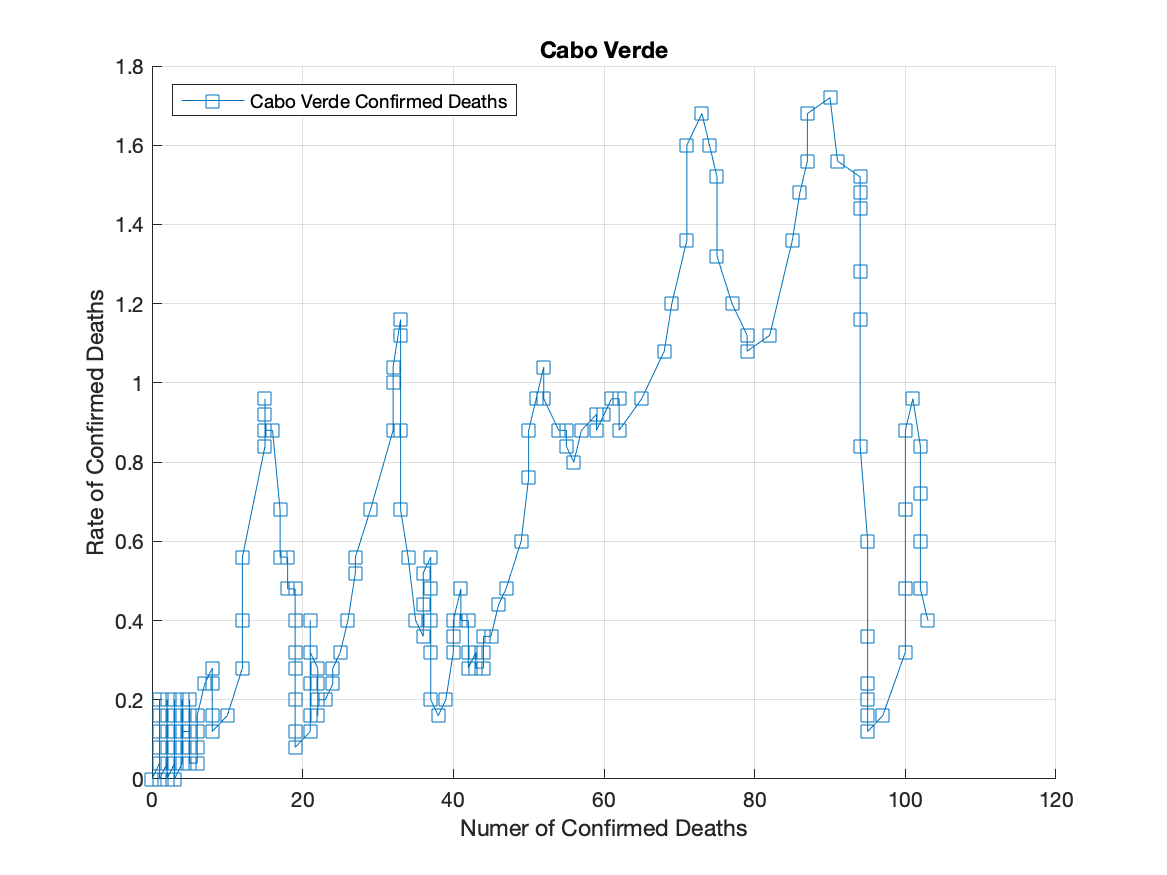 Cabo Verde
Cabo Verde Confirmed Deaths
Rate of Confirmed Deaths
1.8
1.6
1.4
1.2
1
0.8
0.6
0.4
0.2
0
0 20 40 60 80 100 120
Numer of Confirmed Deaths